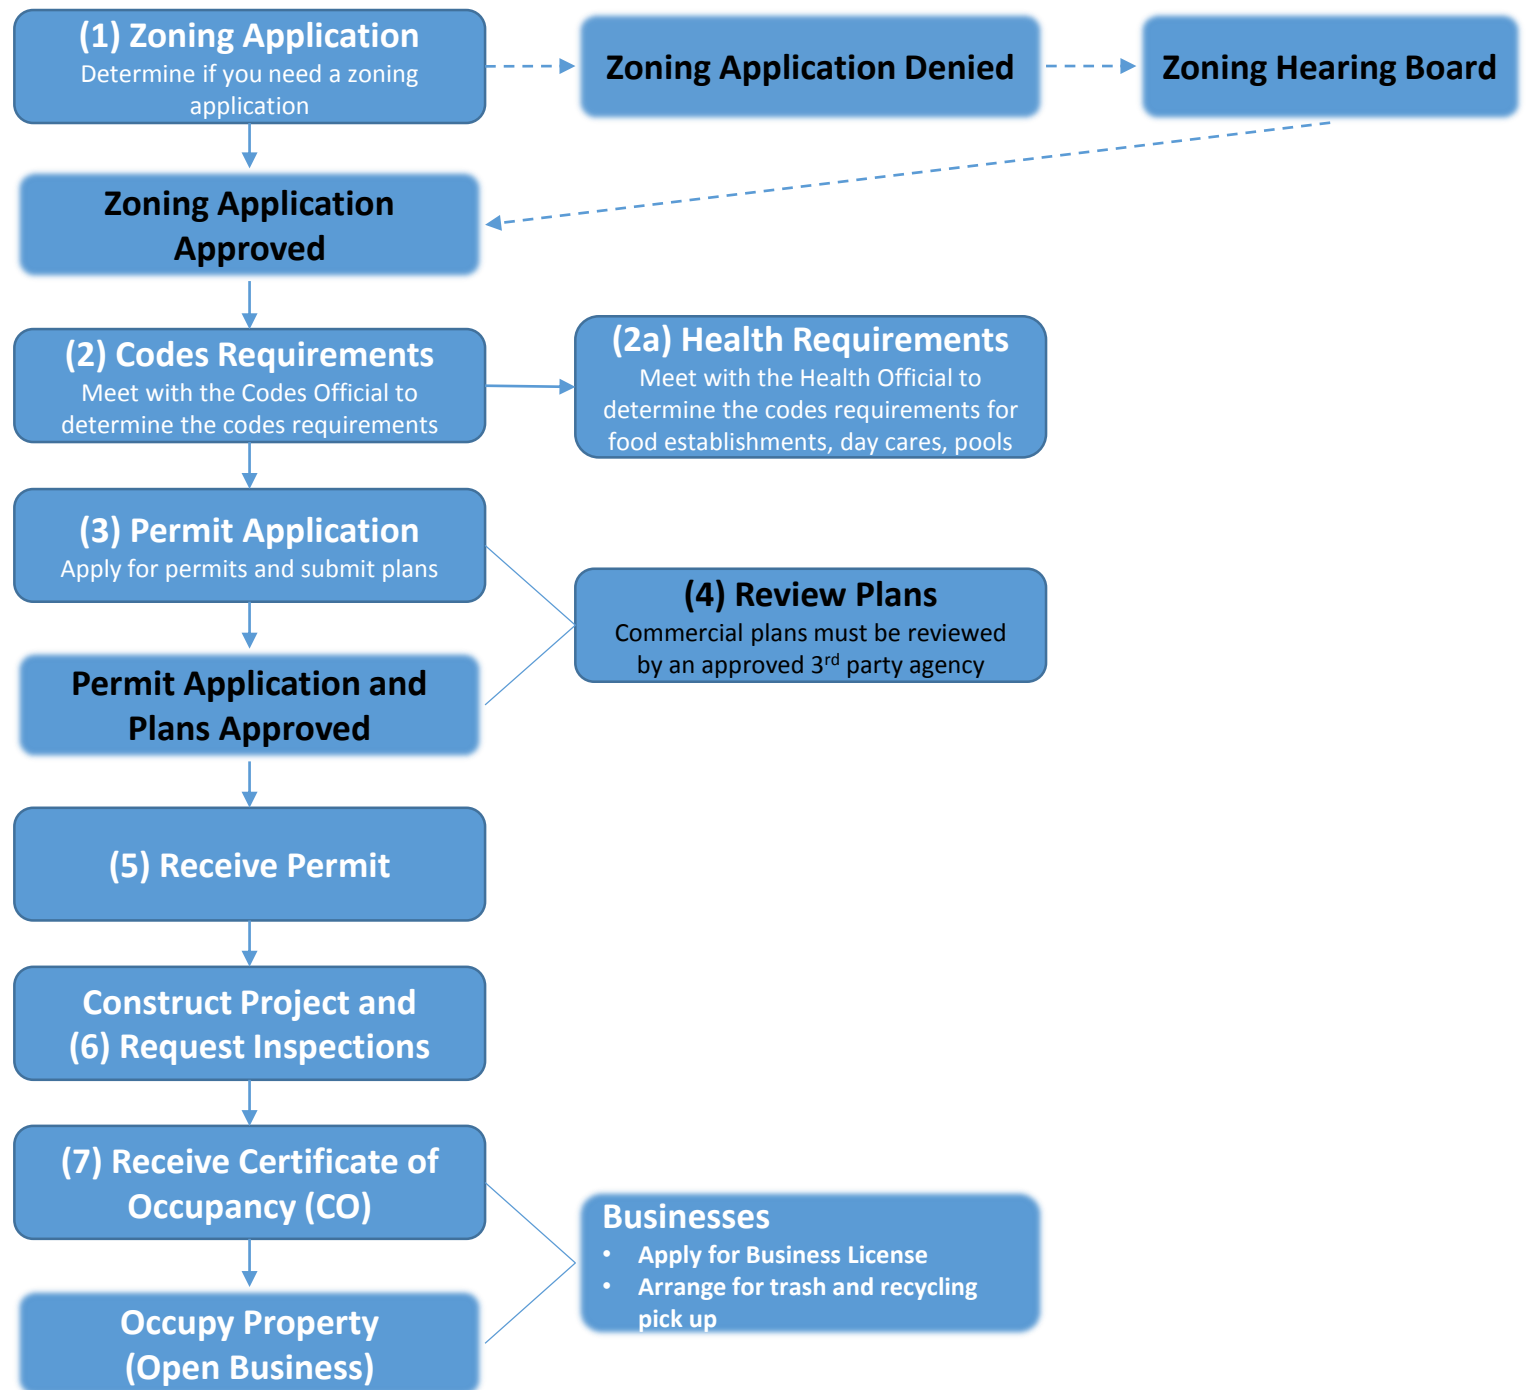 (1) Zoning Application
Determine if you need a zoning
application
Zoning Application Denied
Zoning Hearing Board
Zoning Application
Approved
(2) Codes Requirements
Meet with the Codes Official to
determine the codes requirements
(2a) Health Requirements
Meet with the Health Official to
determine the codes requirements for
food establishments, day cares, pools
(3) Permit Application
Apply for permits and submit plans
(4) Review Plans
Commercial plans must be reviewed
by an approved 3rd party agency
Permit Application and
Plans Approved
(5) Receive Permit
Construct Project and
(6) Request Inspections
(7) Receive Certificate of
Occupancy (CO)
Businesses
• Apply for Business License
• Arrange for trash and recycling
pick up
Occupy Property
(Open Business)